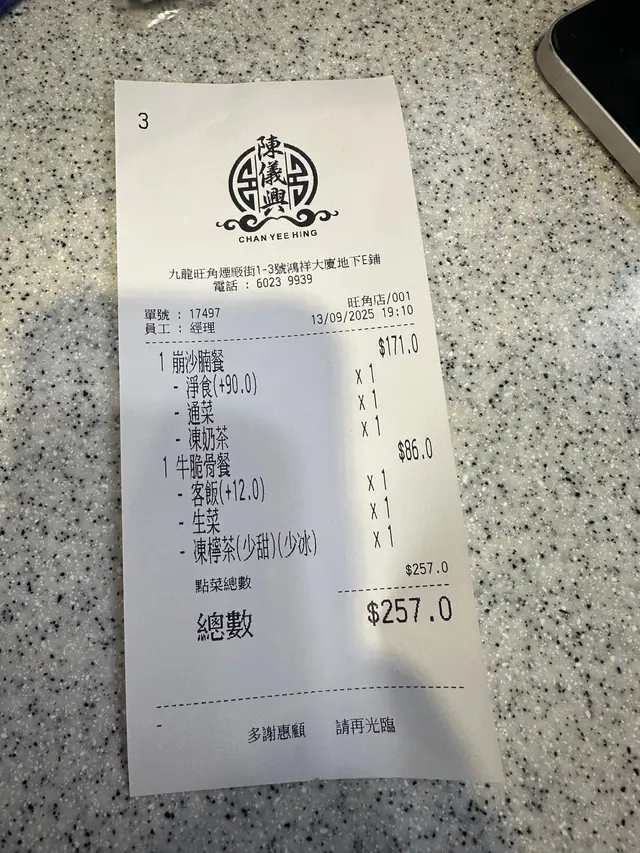 3
陳儀興
CHAN YEE HING
九龍旺角煙廠街1-3號鴻祥大廈地下E鋪
電話 : 6023 9939
單號 : 17497 旺角店/001
員工 : 經理 13/09/2025 19:10
1 崩沙腩餐 $171.0
- 淨食(+90.0) x 1
- 通菜 x 1
- 凍奶茶 x 1
1 牛脆骨餐 $86.0
- 客飯(+12.0) x 1
- 生菜 x 1
- 凍檸茶(少甜)(少冰) x 1
點菜總數 $257.0
總數 $257.0
-
多謝惠顧 請再光臨